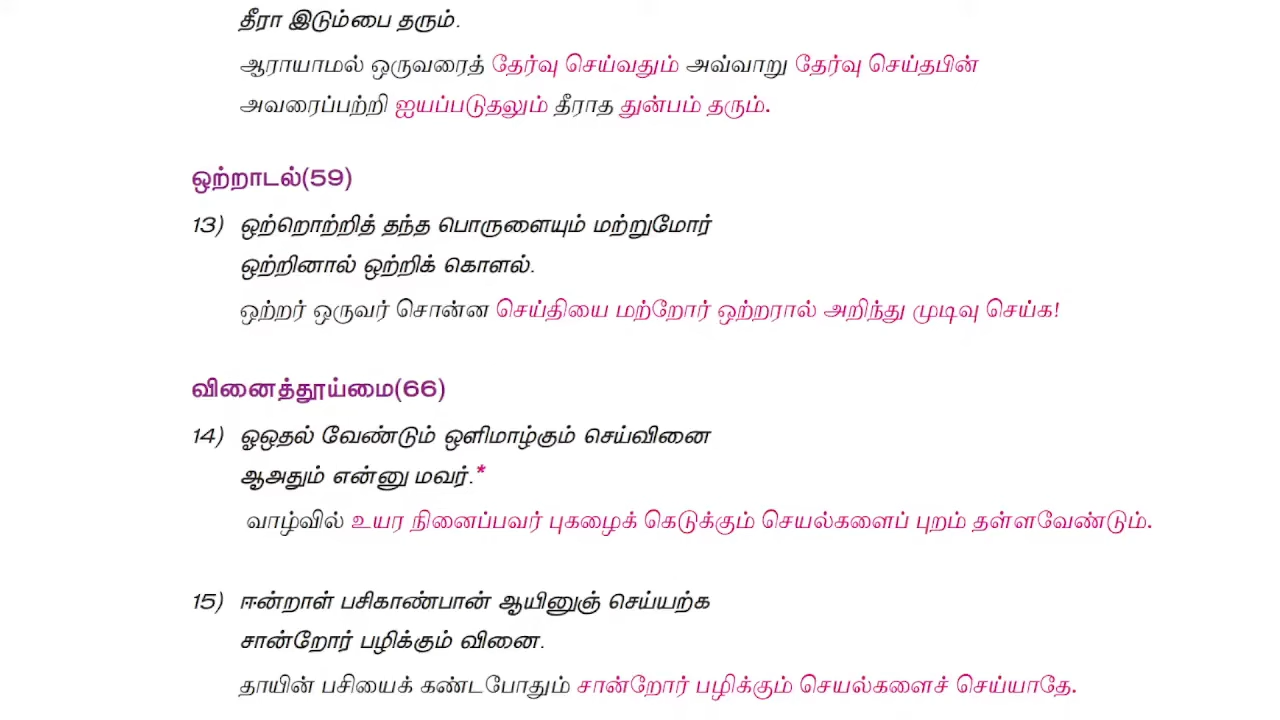 தீரா இடும்பை தரும்.
ஆராயாமல் ஒருவரைத் தேர்வு செய்வதும் அவ்வாறு தேர்வு செய்தபின்
அவரைப்பற்றி ஐயப்படுதலும் தீராத துன்பம் தரும்.
ஒற்றாடல்(59)
13) ஒற்றொற்றித் தந்த பொருளையும் மற்றுமோர்
ஒற்றினால் ஒற்றிக் கொளல்.
ஒற்றர் ஒருவர் சொன்ன செய்தியை மற்றோர் ஒற்றரால் அறிந்து முடிவு செய்க!
வினைத்தூய்மை(66)
14) ஓஒதல் வேண்டும் ஒளிமாழ்கும் செய்வினை
ஆஅதும் என்னு மவர்.*
வாழ்வில் உயர நினைப்பவர் புகழைக் கெடுக்கும் செயல்களைப் புறம் தள்ளவேண்டும்.
15) ஈன்றாள் பசிகாண்பான் ஆயினுஞ் செய்யற்க
சான்றோர் பழிக்கும் வினை.
தாயின் பசியைக் கண்டபோதும் சான்றோர் பழிக்கும் செயல்களைச் செய்யாதே.